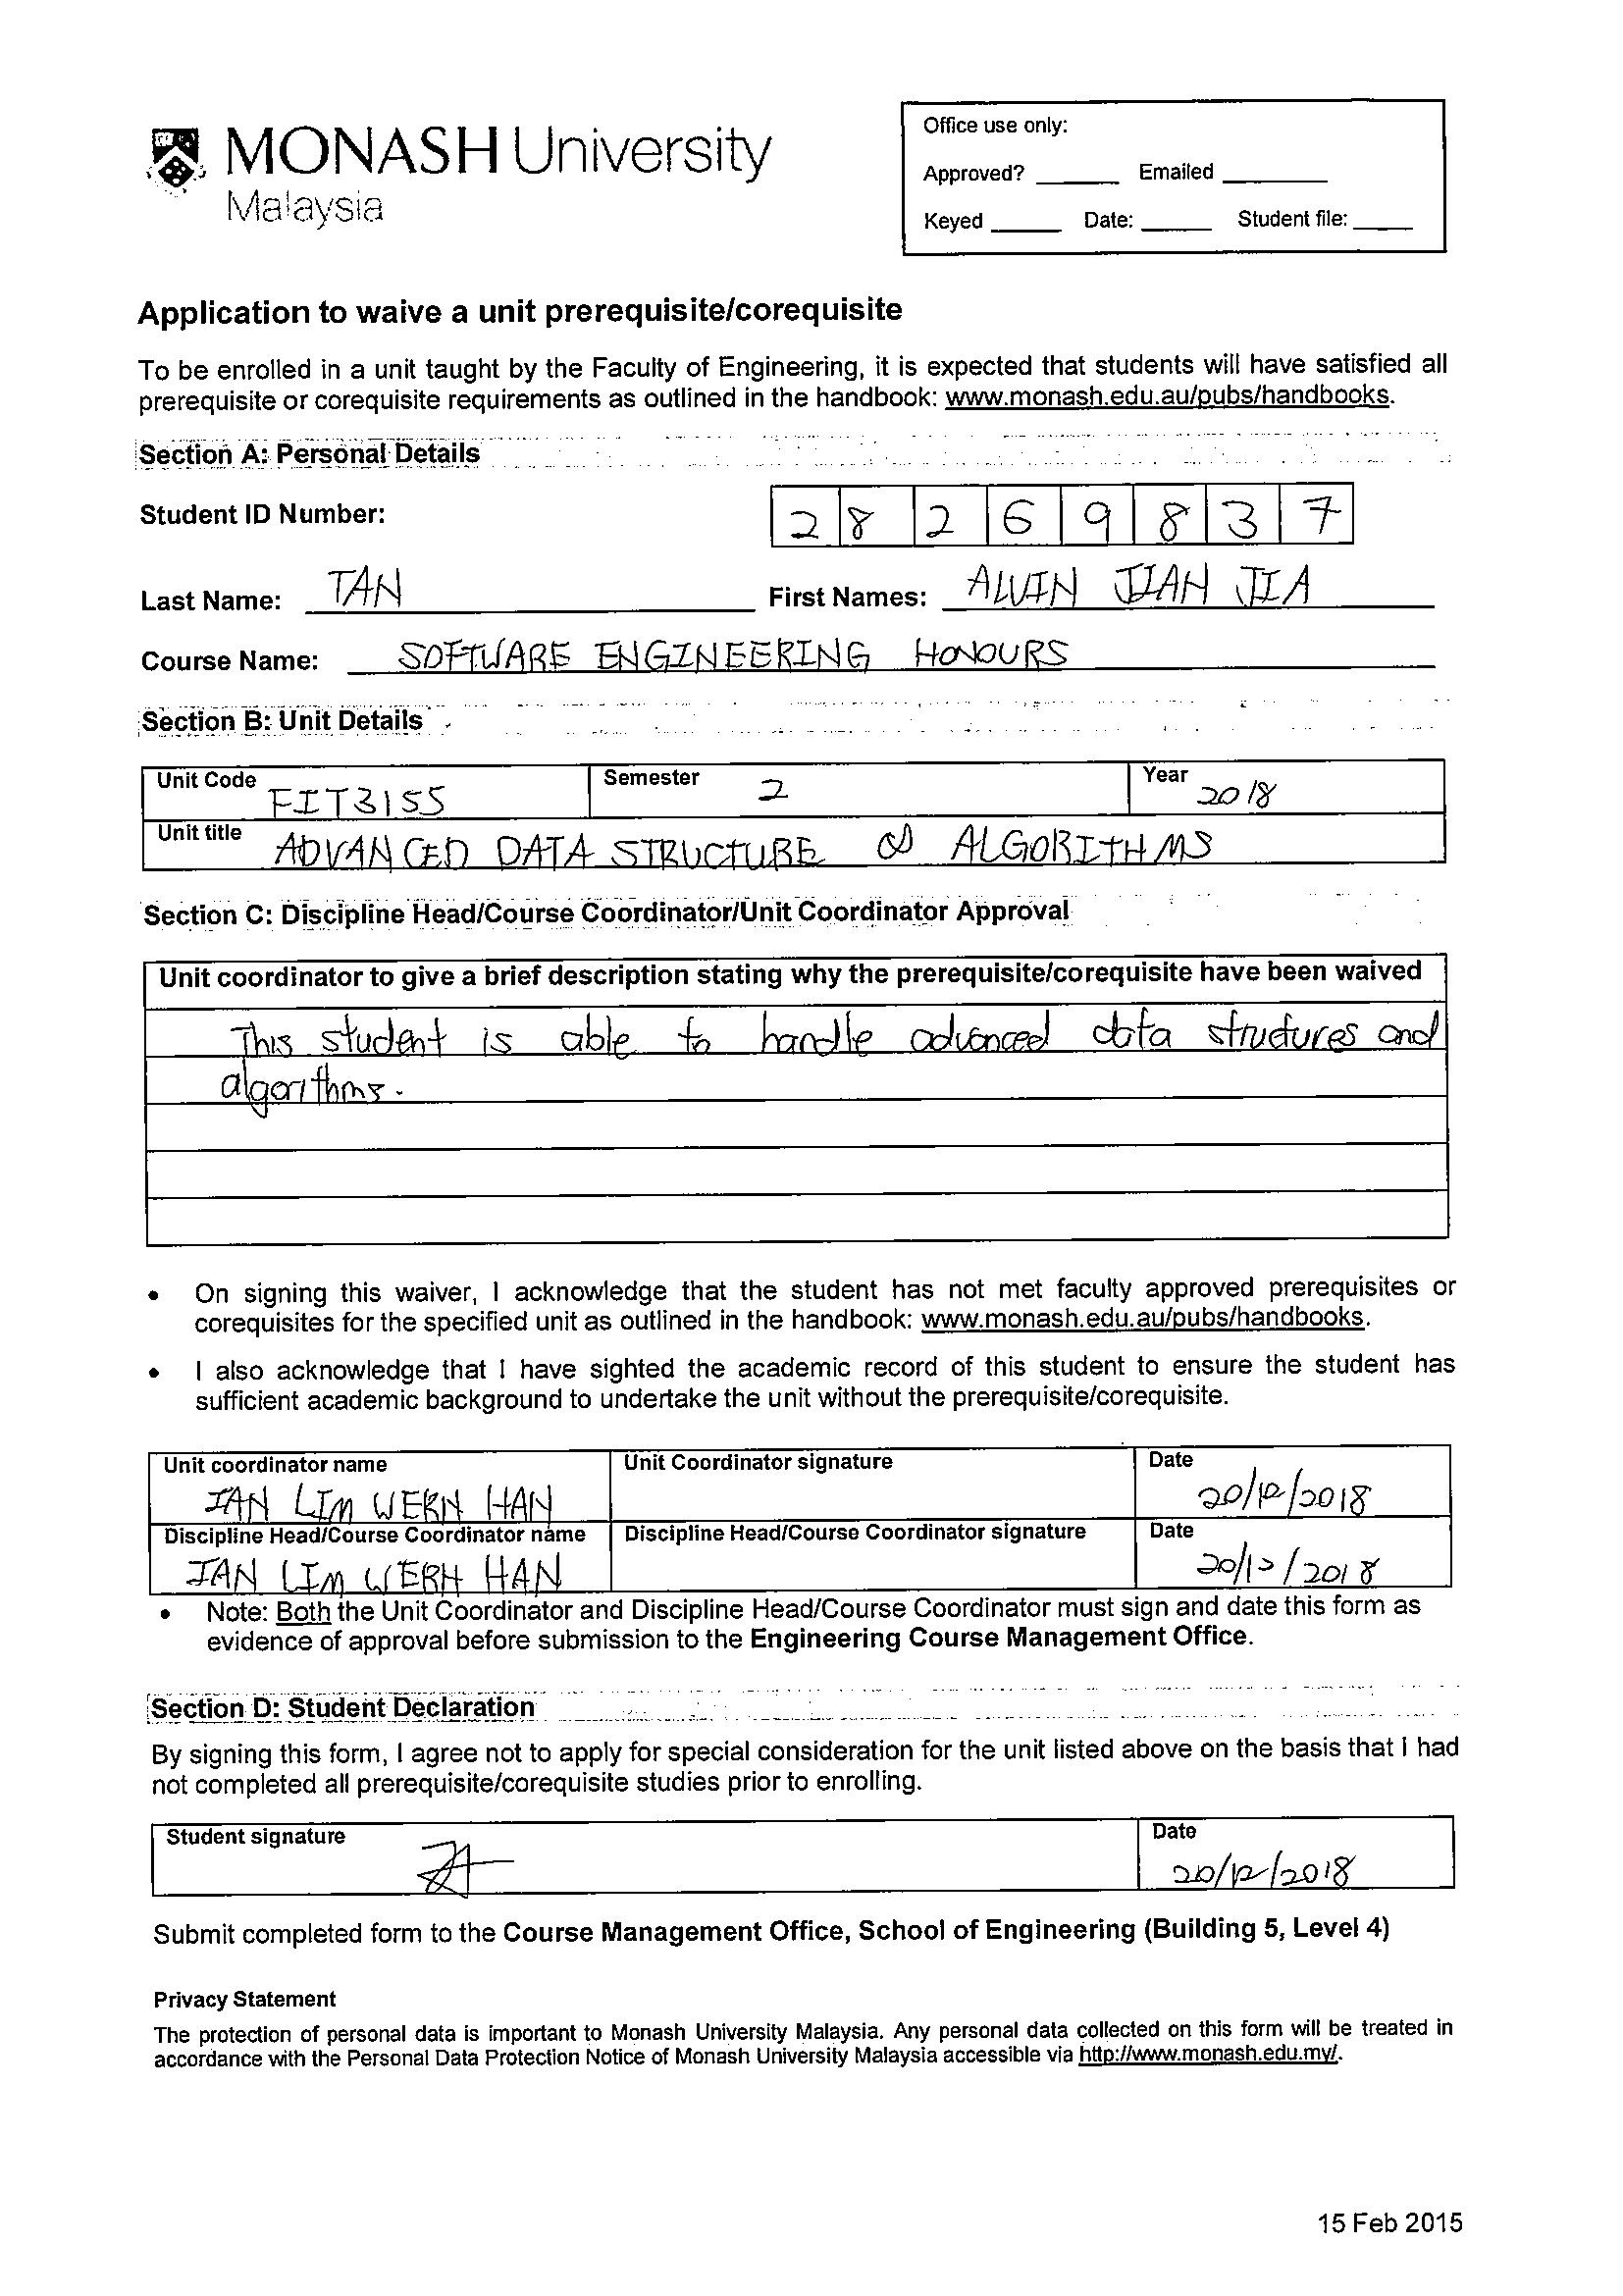 MONASH University
Malaysia
Office use only:
Approved? ______ Emailed ______
Keyed ______ Date: ______ Student file: ______
Application to waive a unit prerequisite/corequisite
To be enrolled in a unit taught by the Faculty of Engineering, it is expected that students will have satisfied all
prerequisite or corequisite requirements as outlined in the handbook: www.monash.edu.au/pubs/handbooks.
Section A: Personal Details
Student ID Number: 2 8 2 6 9 8 3 7
Last Name: TAN First Names: ALVIN JIAN JIA
Course Name: SOFTWARE ENGINEERING HONOURS
Section B: Unit Details
Unit Code FIT3155 Semester 2 Year 2018
Unit title ADVANCED DATA STRUCTURE & ALGORITHMS
Section C: Discipline Head/Course Coordinator/Unit Coordinator Approval
Unit coordinator to give a brief description stating why the prerequisite/corequisite have been waived
This student is able to handle advanced data structures and
algorithms.
• On signing this waiver, I acknowledge that the student has not met faculty approved prerequisites or
corequisites for the specified unit as outlined in the handbook: www.monash.edu.au/pubs/handbooks.
• I also acknowledge that I have sighted the academic record of this student to ensure the student has
sufficient academic background to undertake the unit without the prerequisite/corequisite.
Unit coordinator name Unit Coordinator signature Date
IAN LIM WERN HAN 20/12/2018
Discipline Head/Course Coordinator name Discipline Head/Course Coordinator signature Date
IAN LIM WERN HAN 20/12/2018
• Note: Both the Unit Coordinator and Discipline Head/Course Coordinator must sign and date this form as
evidence of approval before submission to the Engineering Course Management Office.
Section D: Student Declaration
By signing this form, I agree not to apply for special consideration for the unit listed above on the basis that I had
not completed all prerequisite/corequisite studies prior to enrolling.
Student signature Date
20/12/2018
Submit completed form to the Course Management Office, School of Engineering (Building 5, Level 4)
Privacy Statement
The protection of personal data is important to Monash University Malaysia. Any personal data collected on this form will be treated in
accordance with the Personal Data Protection Notice of Monash University Malaysia accessible via http://www.monash.edu.my/.
15 Feb 2015